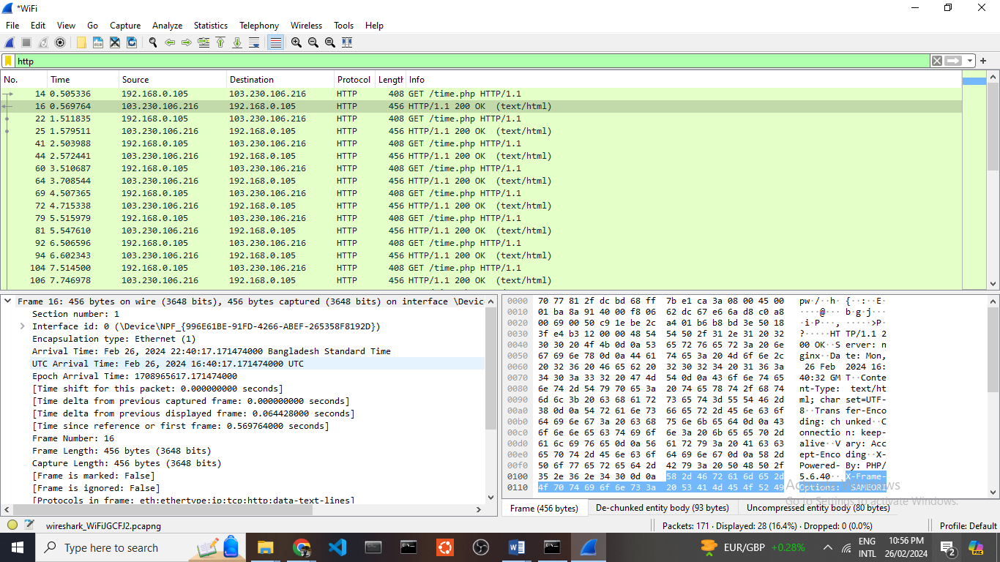 *WiFi
File Edit View Go Capture Analyze Statistics Telephony Wireless Tools Help
http
No. Time Source Destination Protocol Length Info
14 0.505336 192.168.0.105 103.230.106.216 HTTP 408 GET /time.php HTTP/1.1
16 0.569764 103.230.106.216 192.168.0.105 HTTP 456 HTTP/1.1 200 OK (text/html)
22 1.511835 192.168.0.105 103.230.106.216 HTTP 408 GET /time.php HTTP/1.1
25 1.579511 103.230.106.216 192.168.0.105 HTTP 456 HTTP/1.1 200 OK (text/html)
41 2.503988 192.168.0.105 103.230.106.216 HTTP 408 GET /time.php HTTP/1.1
44 2.572441 103.230.106.216 192.168.0.105 HTTP 456 HTTP/1.1 200 OK (text/html)
60 3.510687 192.168.0.105 103.230.106.216 HTTP 408 GET /time.php HTTP/1.1
64 3.708544 103.230.106.216 192.168.0.105 HTTP 456 HTTP/1.1 200 OK (text/html)
69 4.507365 192.168.0.105 103.230.106.216 HTTP 408 GET /time.php HTTP/1.1
72 4.715338 103.230.106.216 192.168.0.105 HTTP 456 HTTP/1.1 200 OK (text/html)
79 5.515979 192.168.0.105 103.230.106.216 HTTP 408 GET /time.php HTTP/1.1
81 5.547610 103.230.106.216 192.168.0.105 HTTP 456 HTTP/1.1 200 OK (text/html)
92 6.506596 192.168.0.105 103.230.106.216 HTTP 408 GET /time.php HTTP/1.1
94 6.602343 103.230.106.216 192.168.0.105 HTTP 456 HTTP/1.1 200 OK (text/html)
104 7.514500 192.168.0.105 103.230.106.216 HTTP 408 GET /time.php HTTP/1.1
106 7.746978 103.230.106.216 192.168.0.105 HTTP 456 HTTP/1.1 200 OK (text/html)
Frame 16: 456 bytes on wire (3648 bits), 456 bytes captured (3648 bits) on interface \Devic
Section number: 1
Interface id: 0 (\Device\NPF_{996E61BE-91FD-4266-ABEF-265358F8192D})
Encapsulation type: Ethernet (1)
Arrival Time: Feb 26, 2024 22:40:17.171474000 Bangladesh Standard Time
UTC Arrival Time: Feb 26, 2024 16:40:17.171474000 UTC
Epoch Arrival Time: 1708965617.171474000
[Time shift for this packet: 0.000000000 seconds]
[Time delta from previous captured frame: 0.000000000 seconds]
[Time delta from previous displayed frame: 0.064428000 seconds]
[Time since reference or first frame: 0.569764000 seconds]
Frame Number: 16
Frame Length: 456 bytes (3648 bits)
Capture Length: 456 bytes (3648 bits)
[Frame is marked: False]
[Frame is ignored: False]
[Protocols in frame: eth:ethertype:ip:tcp:http:data-text-lines]
0000 70 77 81 2f dc bd 68 ff 7b e1 ca 3a 08 00 45 00 pw·/··h· {··:··E·
0010 01 ba 8a 91 40 00 f8 06 62 dc 67 e6 6a d8 c0 a8 ····@··· b·g·j···
0020 00 69 00 50 c9 1e be 2c a4 01 b6 b8 bd 3e 50 18 ·i·P···, ·····>P·
0030 3f e4 b3 12 00 00 48 54 54 50 2f 31 2e 31 20 32 ?·····HT TP/1.1 2
0040 30 30 20 4f 4b 0d 0a 53 65 72 76 65 72 3a 20 6e 00 OK··S erver: n
0050 67 69 6e 78 0d 0a 44 61 74 65 3a 20 4d 6f 6e 2c ginx··Da te: Mon,
0060 20 32 36 20 46 65 62 20 32 30 32 34 20 31 36 3a 26 Feb 2024 16:
0070 34 30 3a 33 32 20 47 4d 54 0d 0a 43 6f 6e 74 65 40:32 GM T··Conte
0080 6e 74 2d 54 79 70 65 3a 20 74 65 78 74 2f 68 74 nt-Type: text/ht
0090 6d 6c 3b 20 63 68 61 72 73 65 74 3d 55 54 46 2d ml; char set=UTF-
00a0 38 0d 0a 54 72 61 6e 73 66 65 72 2d 45 6e 63 6f 8··Trans fer-Enco
00b0 64 69 6e 67 3a 20 63 68 75 6e 6b 65 64 0d 0a 43 ding: ch unked··C
00c0 6f 6e 6e 65 63 74 69 6f 6e 3a 20 6b 65 65 70 2d onnectio n: keep-
00d0 61 6c 69 76 65 0d 0a 56 61 72 79 3a 20 41 63 63 alive··V ary: Acc
00e0 65 70 74 2d 45 6e 63 6f 64 69 6e 67 0d 0a 58 2d ept-Enco ding··X-
00f0 50 6f 77 65 72 65 64 2d 42 79 3a 20 50 48 50 2f Powered- By: PHP/
0100 35 2e 36 2e 34 30 0d 0a 58 2d 46 72 61 6d 65 2d 5.6.40·· X-Frame-
0110 4f 70 74 69 6f 6e 73 3a 20 53 41 4d 45 4f 52 49 Options: SAMEORI
Activate Windows
Go to Settings to activate Windows.
Frame (456 bytes) De-chunked entity body (93 bytes) Uncompressed entity body (80 bytes)
wireshark_WiFiJGCFJ2.pcapng Packets: 171 · Displayed: 28 (16.4%) · Dropped: 0 (0.0%) Profile: Default
Type here to search EUR/GBP +0.28% ENG INTL 10:56 PM 26/02/2024 2 PRE